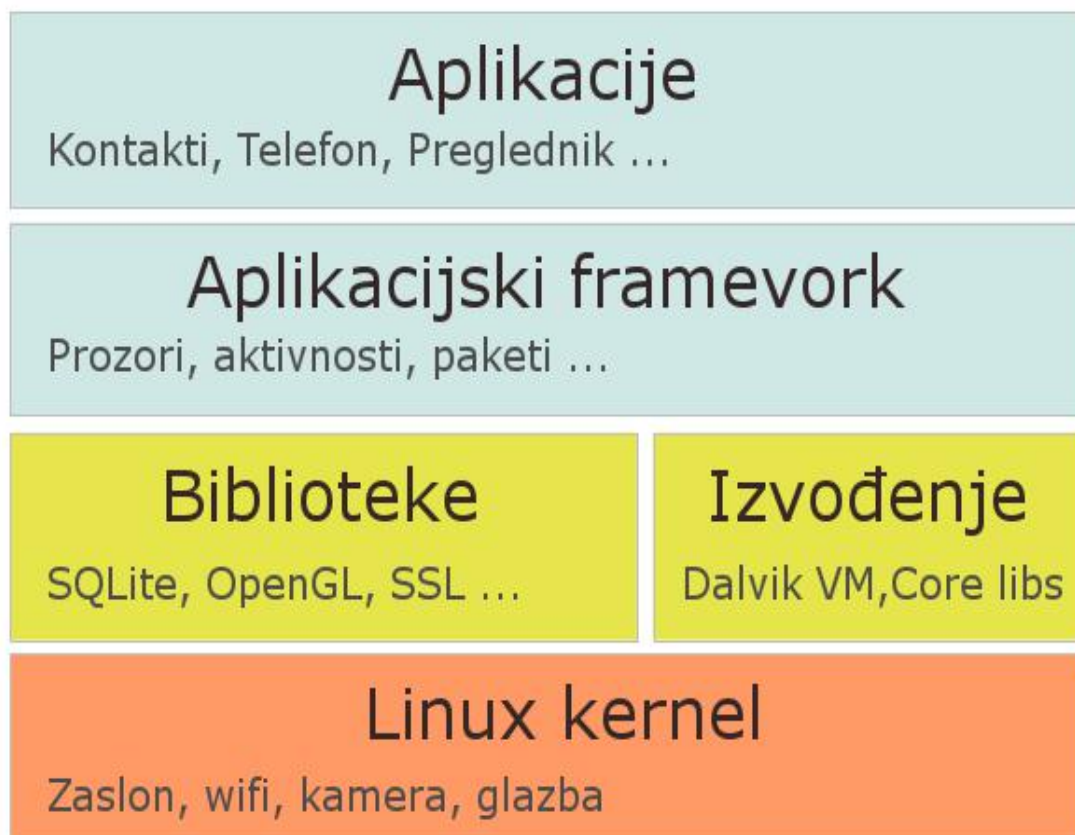 Aplikacije
Kontakti, Telefon, Preglednik ...
Aplikacijski framevork
Prozori, aktivnosti, paketi ...
Biblioteke
SQLite, OpenGL, SSL ...
Izvođenje
Dalvik VM,Core libs
Linux kernel
Zaslon, wifi, kamera, glazba